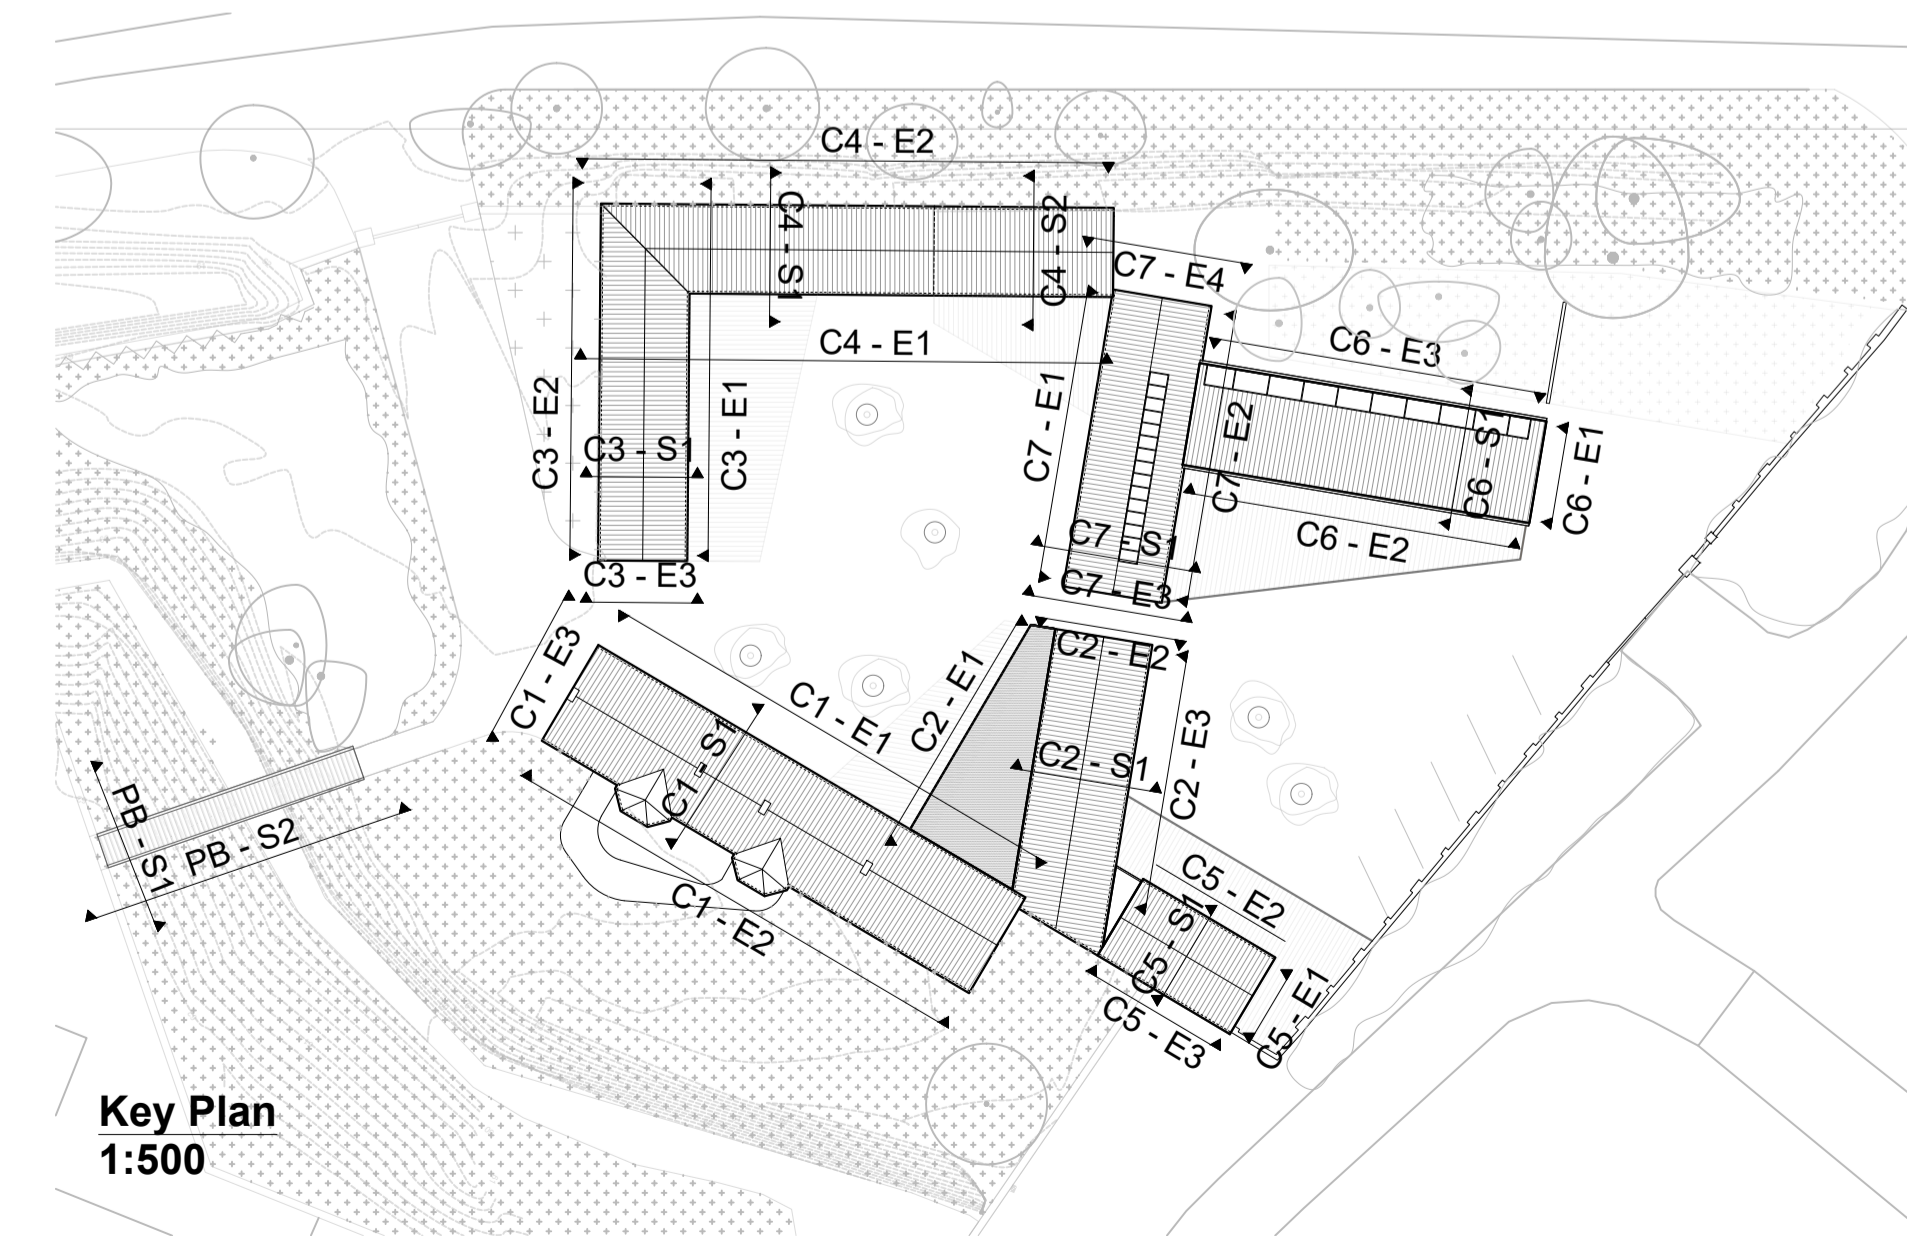 C4 - E2
C4 - S1
C4 - S2
C7 - E4
C4 - E1
C6 - E3
C3 - E2
C3 - S1
C3 - E1
C7 - E1
C7 - E2
C6 - S1
C6 - E1
C7 - S1
C6 - E2
C3 - E3
C7 - E3
C1 - E3
C2 - E2
C1 - E1
C2 - E1
C1 - S1
C2 - S1
C2 - E3
PB - S1
PB - S2
C1 - E2
C5 - E2
C5 - S1
C5 - E3
C5 - E1
Key Plan
1:500